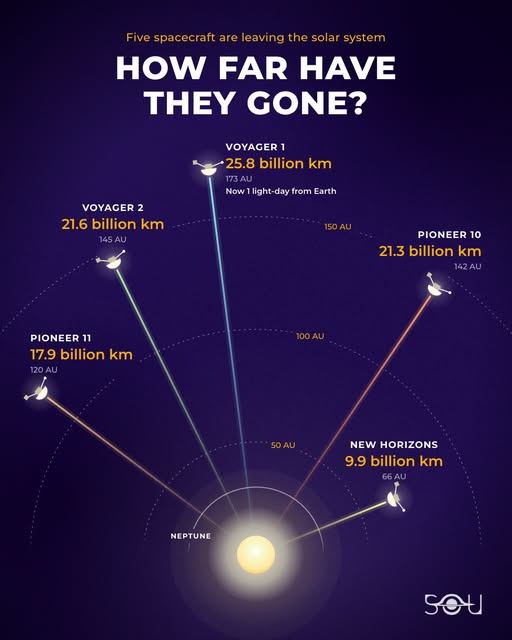 Five spacecraft are leaving the solar system
HOW FAR HAVE
THEY GONE?
VOYAGER 1
25.8 billion km
173 AU
Now 1 light-day from Earth
VOYAGER 2
21.6 billion km
145 AU
150 AU
PIONEER 10
21.3 billion km
142 AU
PIONEER 11
17.9 billion km
120 AU
100 AU
50 AU
NEW HORIZONS
9.9 billion km
66 AU
NEPTUNE
SOU